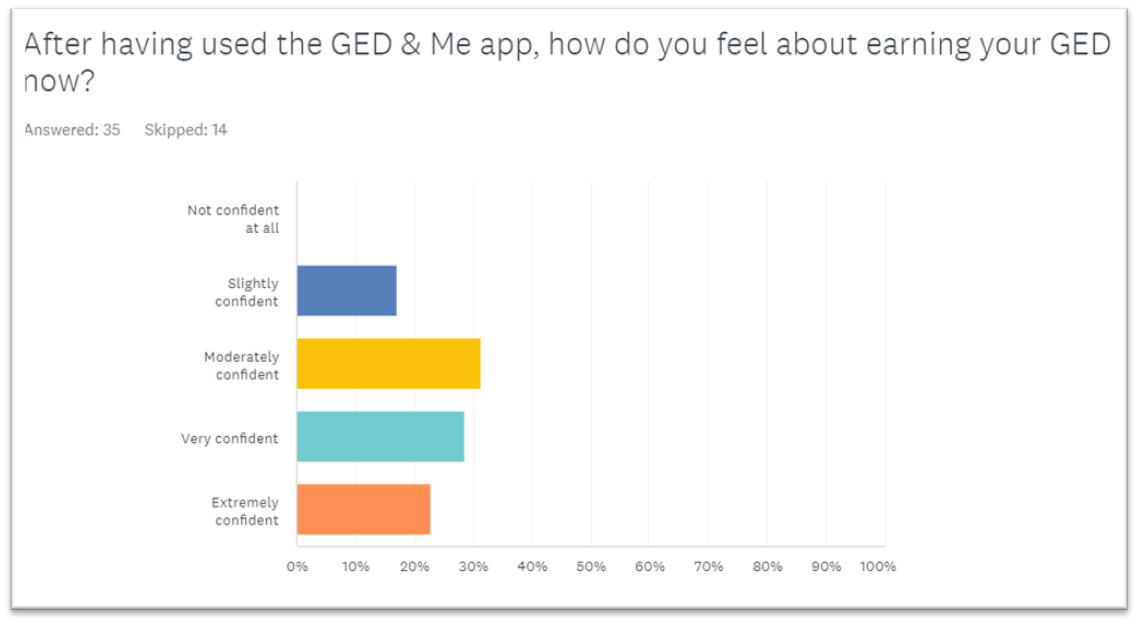 After having used the GED & Me app, how do you feel about earning your GED
now?
Answered: 35 Skipped: 14
Not confident
at all
Slightly
confident
Moderately
confident
Very confident
Extremely
confident
0% 10% 20% 30% 40% 50% 60% 70% 80% 90% 100%